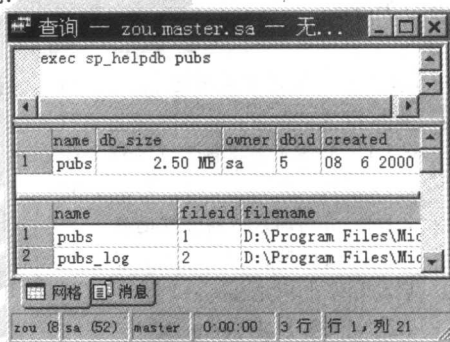 查询 — zou.master.sa — 无...
exec sp_helpdb pubs
name db_size owner dbid created
1 pubs 2.50 MB sa 5 08 6 2000
name fileid filename
1 pubs 1 D:\Program Files\Mic
2 pubs_log 2 D:\Program Files\Mic
网格 消息
zou (8 sa (52) master 0:00:00 3 行 行 1, 列 21